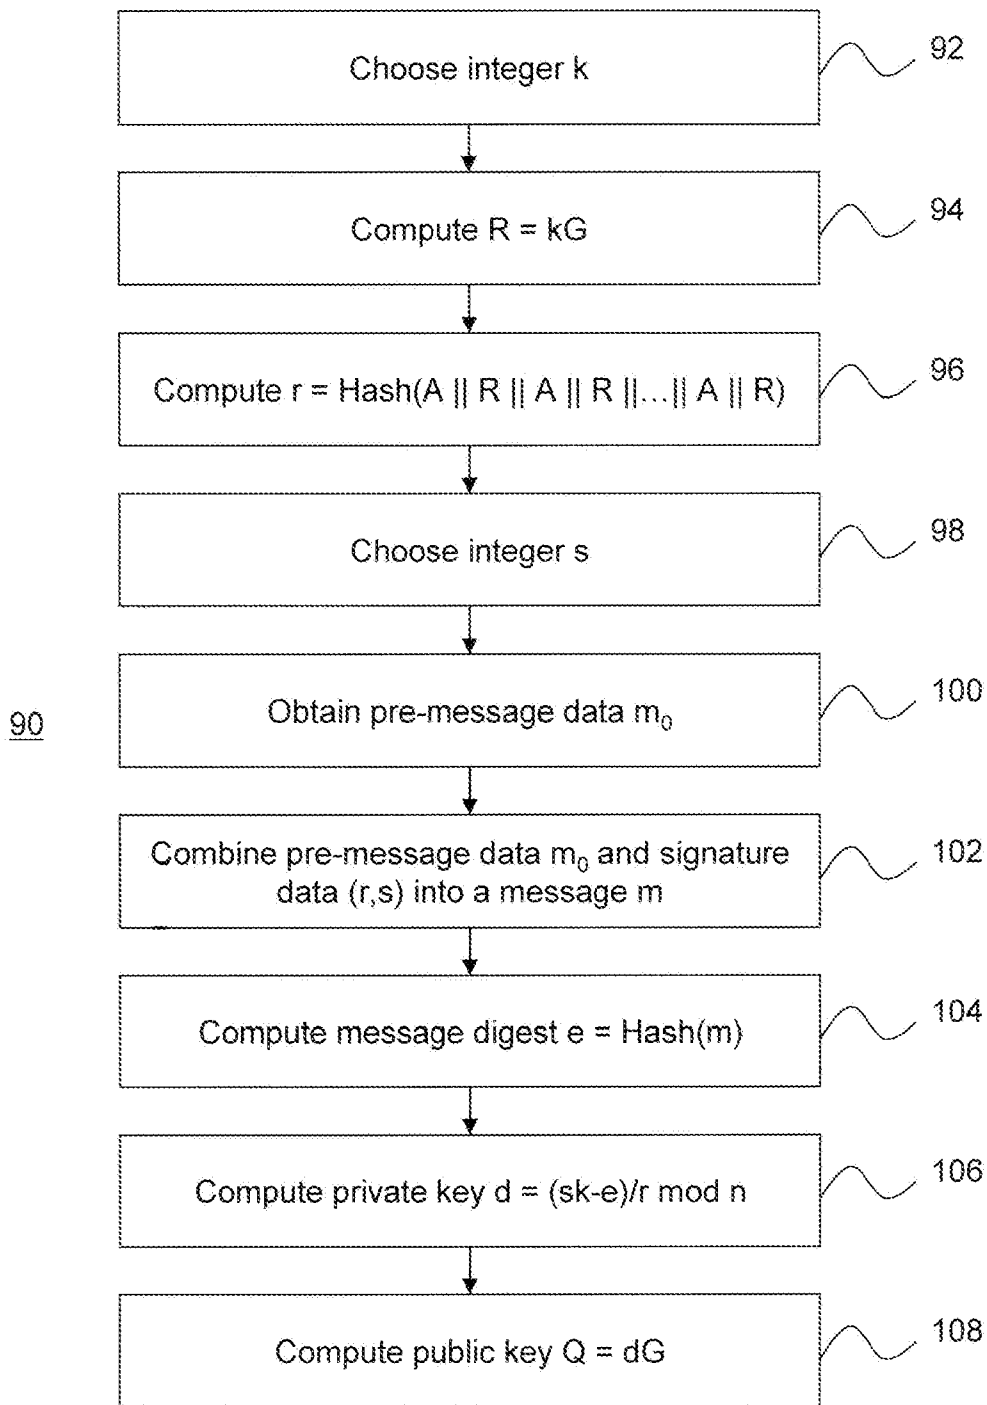 Choose integer k
92
Compute R = kG
94
Compute r = Hash(A || R || A || R ||...|| A || R)
96
Choose integer s
98
Obtain pre-message data m₀
100
90
Combine pre-message data m₀ and signature
data (r,s) into a message m
102
Compute message digest e = Hash(m)
104
Compute private key d = (sk-e)/r mod n
106
Compute public key Q = dG
108